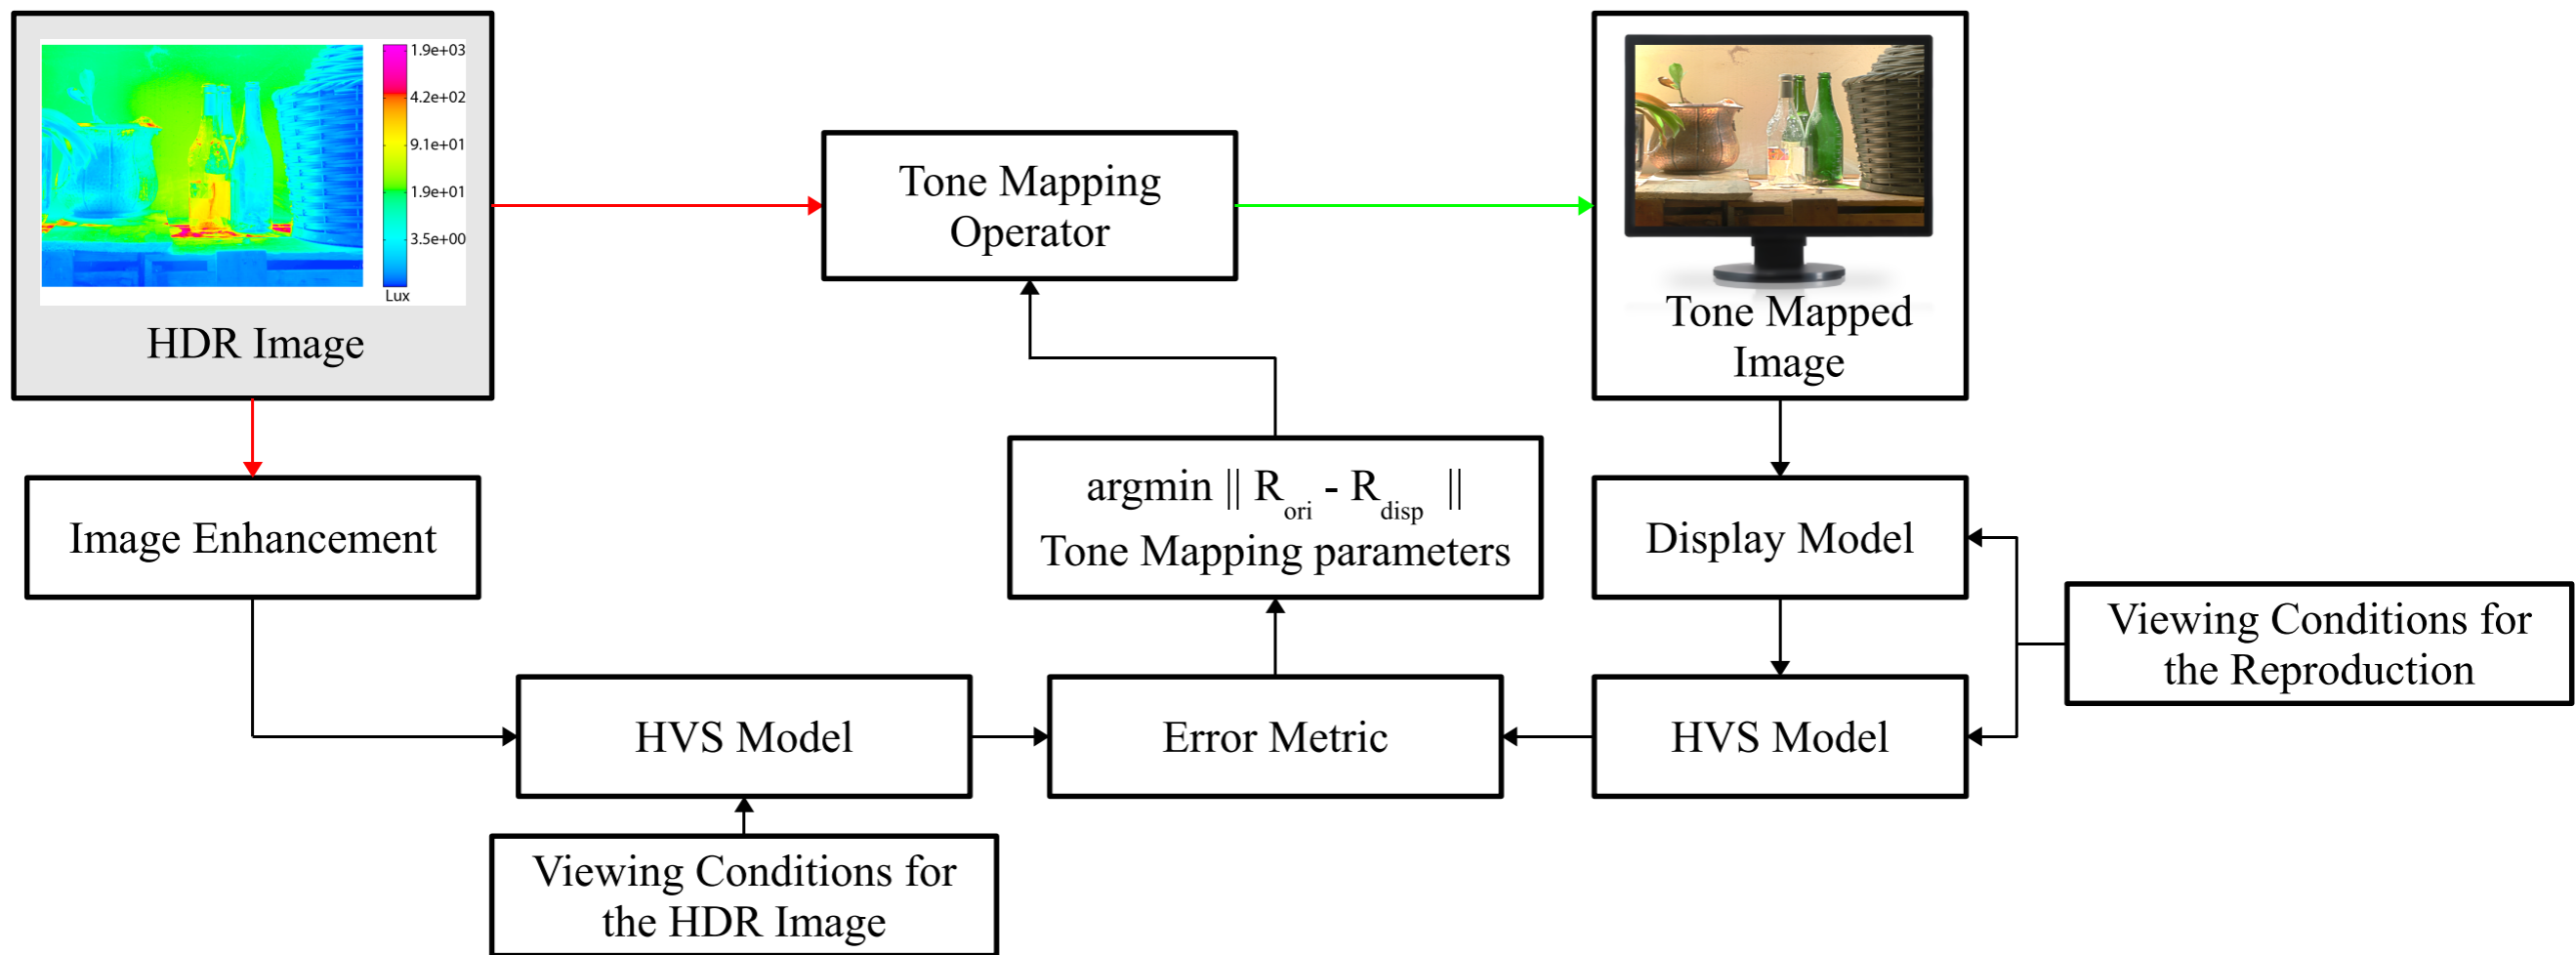 1.9e+03
4.2e+02
9.1e+01
1.9e+01
3.5e+00
Lux
HDR Image
Tone Mapping
Operator
Tone Mapped
Image
argmin || R_ori - R_disp ||
Tone Mapping parameters
Image Enhancement
Display Model
Viewing Conditions for
the Reproduction
HVS Model
Error Metric
HVS Model
Viewing Conditions for
the HDR Image